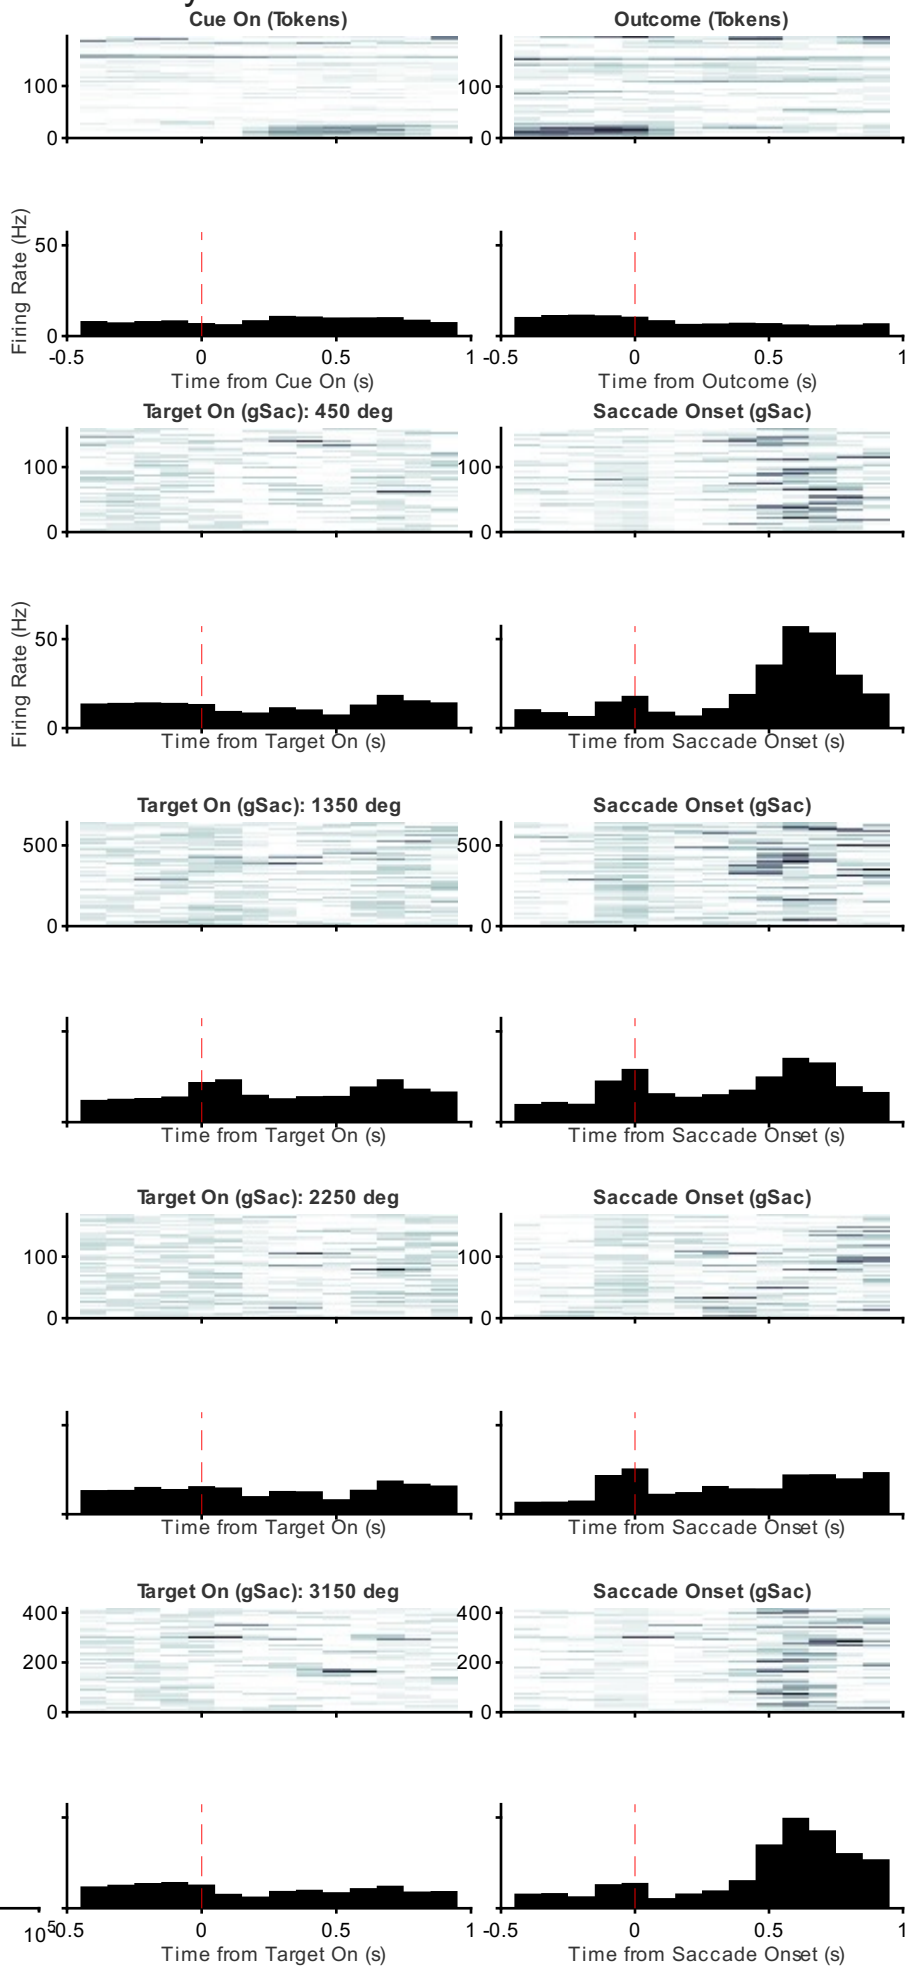 y
Cue On (Tokens) Outcome (Tokens)
100 100
0 0
Firing Rate (Hz)
50
0
-0.5 0 0.5 1 -0.5 0 0.5 1
Time from Cue On (s) Time from Outcome (s)
Target On (gSac): 450 deg Saccade Onset (gSac)
100 100
0 0
Firing Rate (Hz)
50
0
Time from Target On (s) Time from Saccade Onset (s)
Target On (gSac): 1350 deg Saccade Onset (gSac)
500 500
0 0
Time from Target On (s) Time from Saccade Onset (s)
Target On (gSac): 2250 deg Saccade Onset (gSac)
100 100
0 0
Time from Target On (s) Time from Saccade Onset (s)
Target On (gSac): 3150 deg Saccade Onset (gSac)
400 400
200 200
0 0
10⁵ -0.5 0 0.5 1 -0.5 0 0.5 1
Time from Target On (s) Time from Saccade Onset (s)